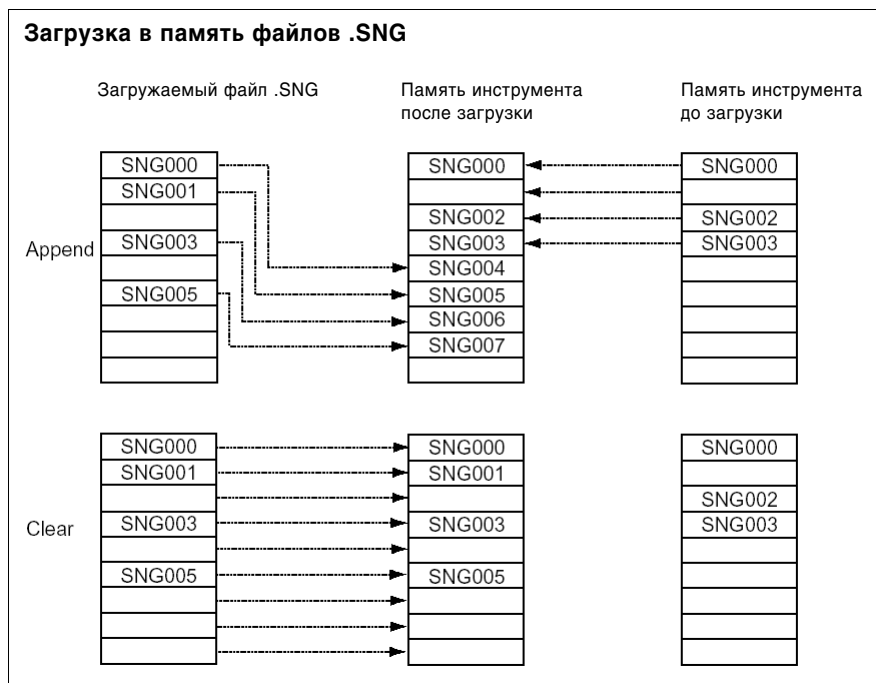 Загрузка в память файлов .SNG
Загружаемый файл .SNG
Память инструмента
после загрузки
Память инструмента
до загрузки
Append
SNG000
SNG001
SNG003
SNG005
SNG000
SNG002
SNG003
SNG004
SNG005
SNG006
SNG007
SNG000
SNG002
SNG003
Clear
SNG000
SNG001
SNG003
SNG005
SNG000
SNG001
SNG003
SNG005
SNG000
SNG002
SNG003